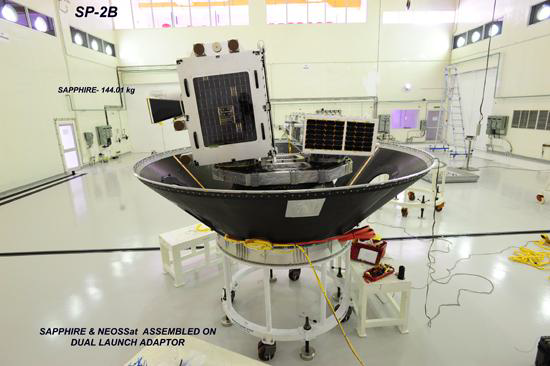 SP-2B
SAPPHIRE- 144.01 kg
SAPPHIRE & NEOSSat ASSEMBLED ON
DUAL LAUNCH ADAPTOR